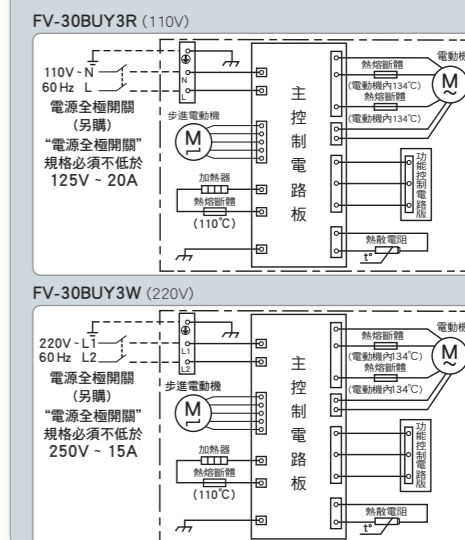 FV-30BUY3R (110V)
110V ~ N
60 Hz L
電源全極開關
(另購)
“電源全極開關”
規格必須不低於
125V ~ 20A
N
L
步進電動機
M
加熱器
熱熔斷體
(110℃)
主控制電路板
熱熔斷體
(電動機內134℃)
熱熔斷體
(電動機內134℃)
電動機
M
~
功能控制電路版
熱散電阻
t°
FV-30BUY3W (220V)
220V ~ L1
60 Hz L2
電源全極開關
(另購)
“電源全極開關”
規格必須不低於
250V ~ 15A
L1
L2
步進電動機
M
加熱器
熱熔斷體
(110℃)
主控制電路板
熱熔斷體
(電動機內134℃)
熱熔斷體
(電動機內134℃)
電動機
M
~
功能控制電路版
熱散電阻
t°